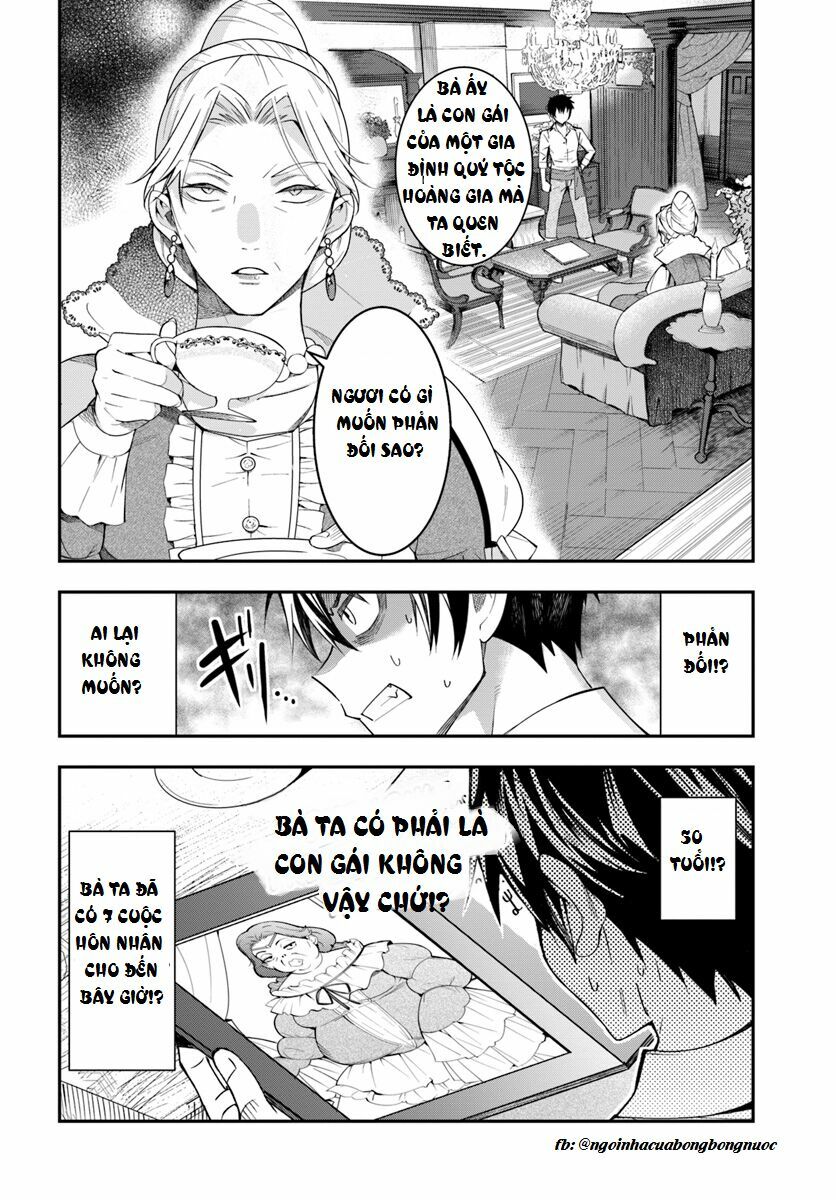 BÀ ẤY
LÀ CON GÁI
CỦA MỘT GIA
ĐÌNH QUÝ TỘC
HOÀNG GIA MÀ
TA QUEN
BIẾT.
NGƯƠI CÓ GÌ
MUỐN PHẢN
ĐỐI SAO?
PHẢN
ĐỐI!?
AI LẠI
KHÔNG
MUỐN?
50
TUỔI!?
BÀ TA CÓ PHẢI LÀ
CON GÁI KHÔNG
VẬY CHỨ!?
BÀ TA ĐÃ
CÓ 7 CUỘC
HÔN NHÂN
CHO ĐẾN
BÂY GIỜ!?
fb: @ngoinhacuabongbongnuoc